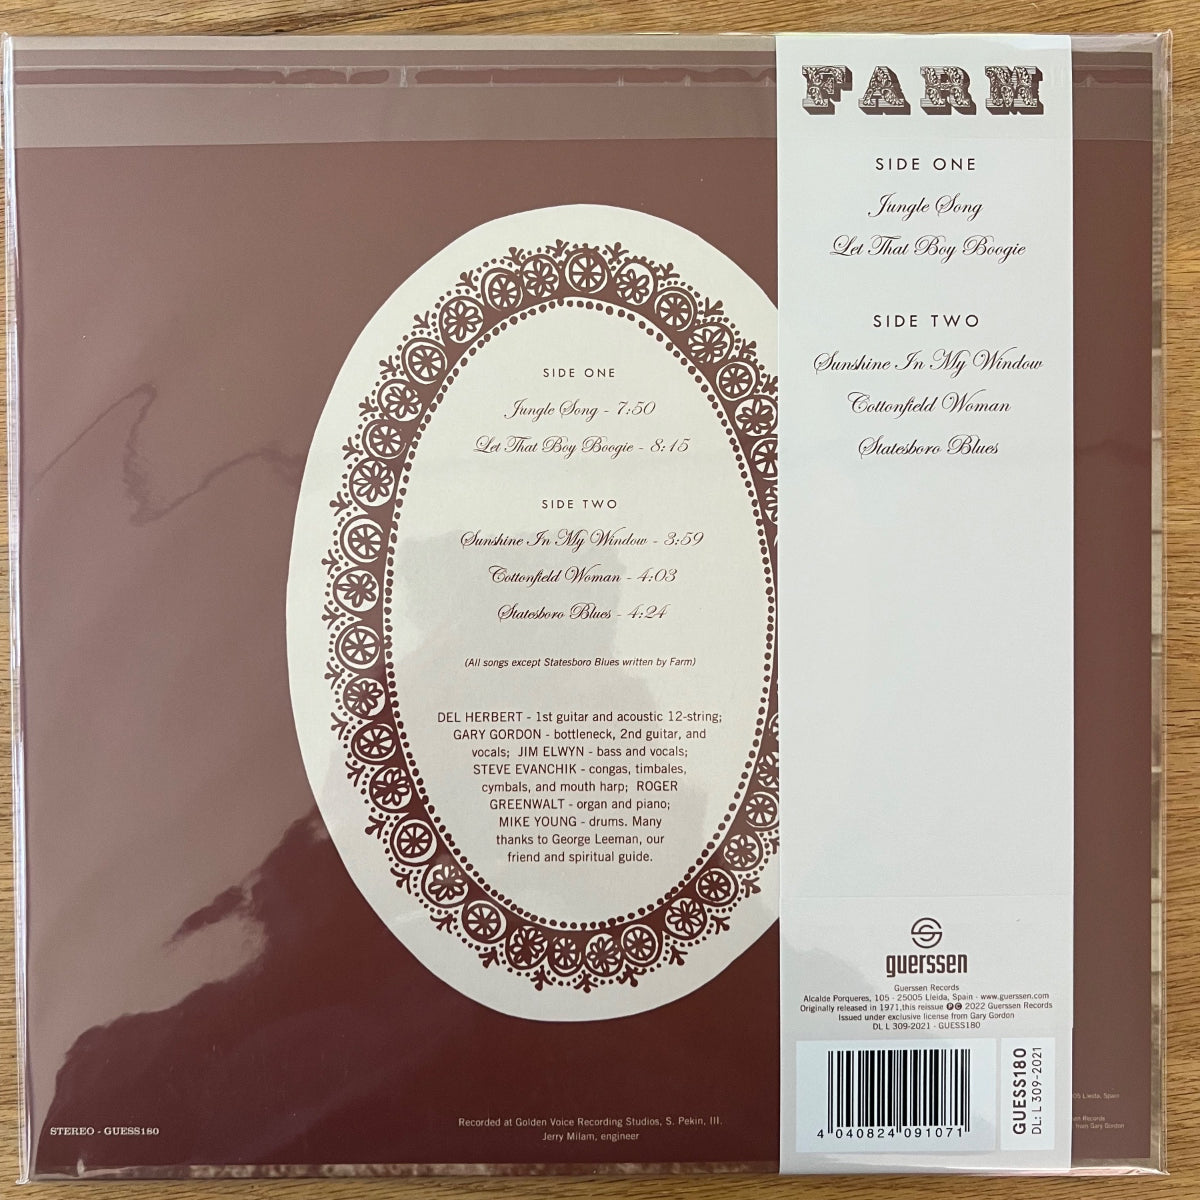 SIDE ONE
Jungle Song - 7:50
Let That Boy Boogie - 8:15
SIDE TWO
Sunshine In My Window - 3:59
Cottonfield Woman - 4:03
Statesboro Blues - 4:24
(All songs except Statesboro Blues written by Farm)
DEL HERBERT - 1st guitar and acoustic 12-string;
GARY GORDON - bottleneck, 2nd guitar, and
vocals; JIM ELWYN - bass and vocals;
STEVE EVANCHIK - congas, timbales,
cymbals, and mouth harp; ROGER
GREENWALT - organ and piano;
MIKE YOUNG - drums. Many
thanks to George Leeman, our
friend and spiritual guide.
STEREO - GUESS180
Recorded at Golden Voice Recording Studios, S. Pekin, Ill.
Jerry Milam, engineer
FARM
SIDE ONE
Jungle Song
Let That Boy Boogie
SIDE TWO
Sunshine In My Window
Cottonfield Woman
Statesboro Blues
guerssen
Guerssen Records
Alcalde Porqueres, 105 - 25005 Lleida, Spain - www.guerssen.com
Originally released in 1971,this reissue ℗© 2022 Guerssen Records
Issued under exclusive license from Gary Gordon
DL L 309-2021 - GUESS180
4 040824 091071
GUESS180
DL: L 309-2021
05 Lleida, Spain
Records
from Gary Gordon